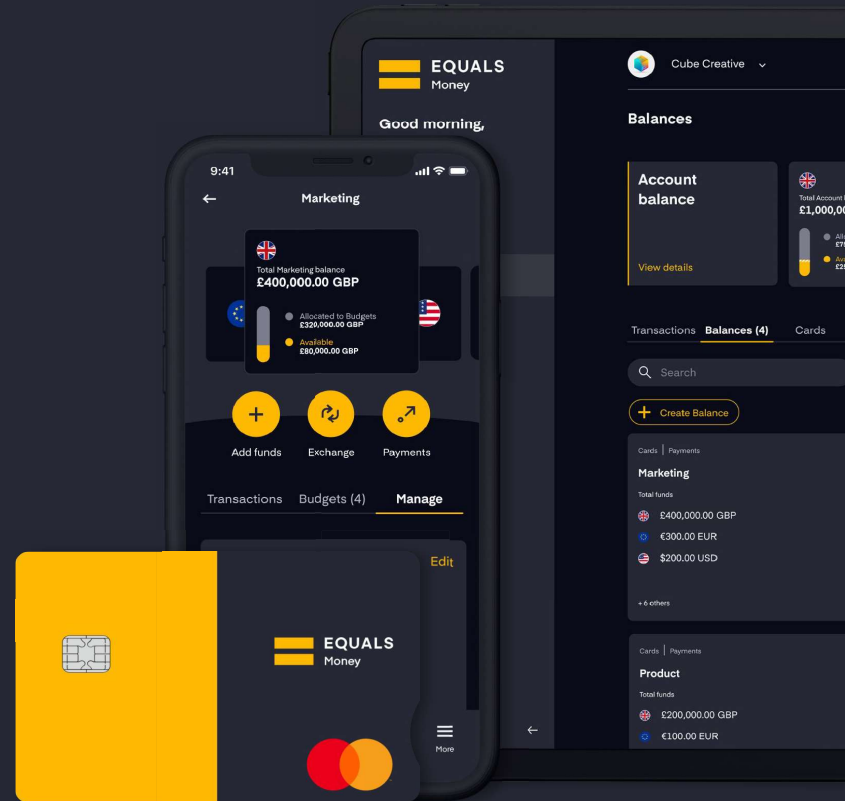 EQUALS
Money
Good morning,
Cube Creative
Balances
Account
balance
View details
£1,000,00
Transactions Balances (4) Cards
Search
Create Balance
Cards | Payments
Marketing
Total funds
£400,000.00 GBP
€300.00 EUR
$200.00 USD
+ 6 others
Cards | Payments
Product
Total funds
£200,000.00 GBP
€100.00 EUR
9:41
Marketing
Total Marketing balance
£400,000.00 GBP
Allocated to Budgets
£320,000.00 GBP
Available
£80,000.00 GBP
Add funds Exchange Payments
Transactions Budgets (4) Manage
Edit
More
EQUALS
Money